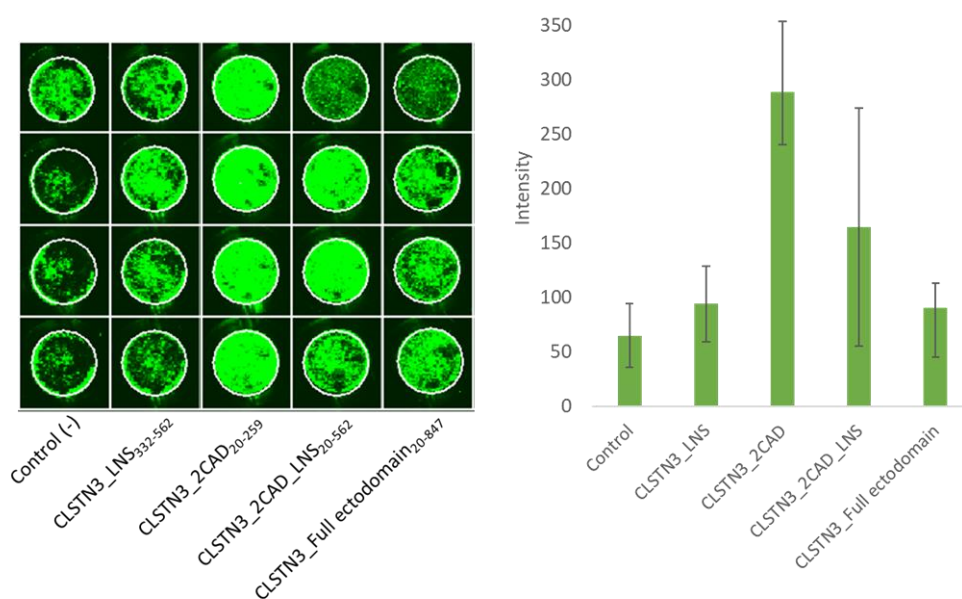 Control (-)
CLSTN3_LNS332-562
CLSTN3_2CAD20-259
CLSTN3_2CAD_LNS20-562
CLSTN3_Full ectodomain20-847
350
300
250
200
150
100
50
0
Intensity
Control
CLSTN3_LNS
CLSTN3_2CAD
CLSTN3_2CAD_LNS
CLSTN3_Full ectodomain